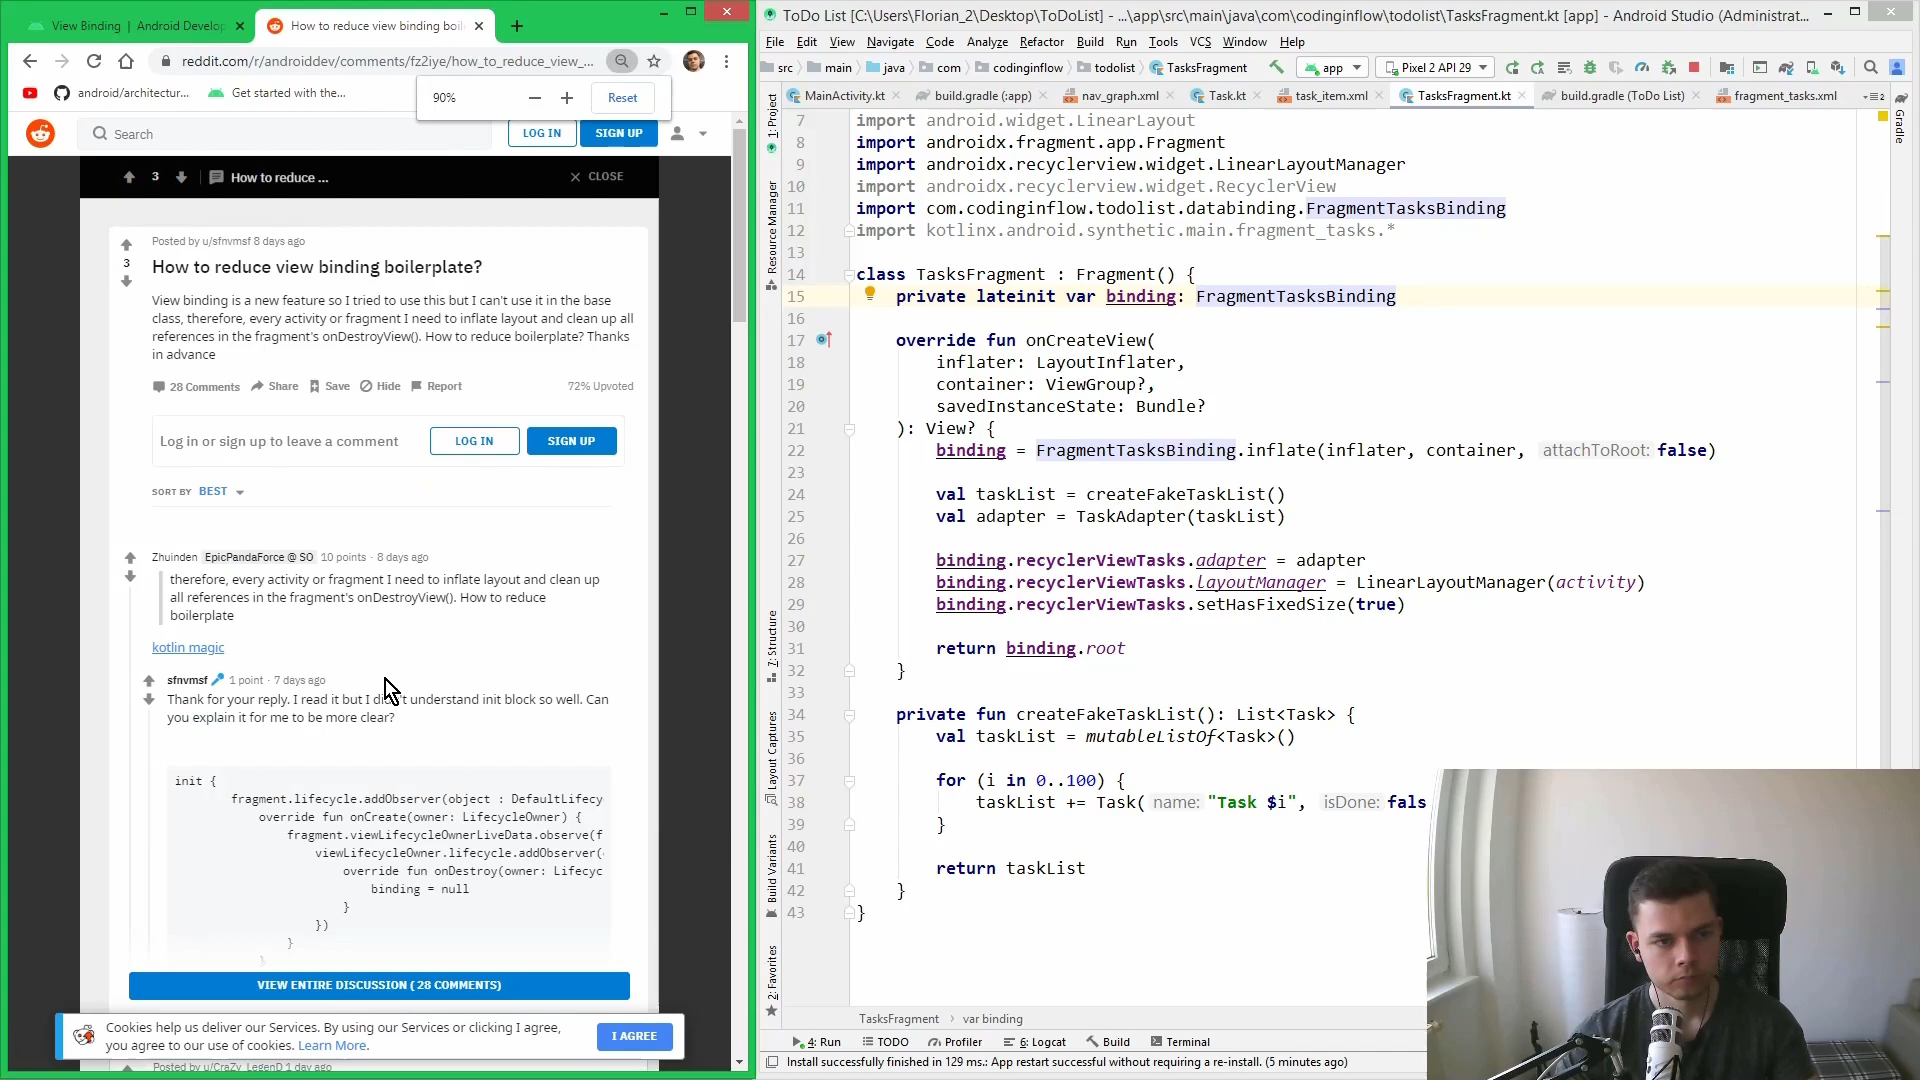 View Binding | Android Develop
How to reduce view binding boil
reddit.com/r/androiddev/comments/fz2iye/how_to_reduce_view_...
android/architectur...
Get started with the...
90%
Reset
Search
LOG IN
SIGN UP
3
How to reduce ...
CLOSE
Posted by u/sfnvmsf 8 days ago
3
How to reduce view binding boilerplate?
View binding is a new feature so I tried to use this but I can't use it in the base
class, therefore, every activity or fragment I need to inflate layout and clean up all
references in the fragment's onDestroyView(). How to reduce boilerplate? Thanks
in advance
28 Comments Share Save Hide Report 72% Upvoted
Log in or sign up to leave a comment
LOG IN
SIGN UP
SORT BY BEST
Zhuinden EpicPandaForce @ SO 10 points · 8 days ago
therefore, every activity or fragment I need to inflate layout and clean up
all references in the fragment's onDestroyView(). How to reduce
boilerplate
kotlin magic
sfnvmsf 1 point · 7 days ago
Thank for your reply. I read it but I didn't understand init block so well. Can
you explain it for me to be more clear?
init {
fragment.lifecycle.addObserver(object : DefaultLifecy
override fun onCreate(owner: LifecycleOwner) {
fragment.viewLifecycleOwnerLiveData.observe(f
viewLifecycleOwner.lifecycle.addObserver(
override fun onDestroy(owner: Lifecyc
binding = null
}
})
}
}
VIEW ENTIRE DISCUSSION ( 28 COMMENTS)
Cookies help us deliver our Services. By using our Services or clicking I agree,
you agree to our use of cookies. Learn More.
I AGREE
Posted by u/CraZy_LegenD 1 day ago
ToDo List [C:\Users\Florian_2\Desktop\ToDoList] - ...\app\src\main\java\com\codinginflow\todolist\TasksFragment.kt [app] - Android Studio (Administrat...
File Edit View Navigate Code Analyze Refactor Build Run Tools VCS Window Help
src main java com codinginflow todolist TasksFragment
app
Pixel 2 API 29
MainActivity.kt build.gradle (:app) nav_graph.xml Task.kt task_item.xml TasksFragment.kt build.gradle (ToDo List) fragment_tasks.xml
2
1: Project
Resource Manager
7: Structure
Layout Captures
Build Variants
2: Favorites
Gradle
7 import android.widget.LinearLayout
8 import androidx.fragment.app.Fragment
9 import androidx.recyclerview.widget.LinearLayoutManager
10 import androidx.recyclerview.widget.RecyclerView
11 import com.codinginflow.todolist.databinding.FragmentTasksBinding
12 import kotlinx.android.synthetic.main.fragment_tasks.*
13
14 class TasksFragment : Fragment() {
15 private lateinit var binding: FragmentTasksBinding
16
17 override fun onCreateView(
18 inflater: LayoutInflater,
19 container: ViewGroup?,
20 savedInstanceState: Bundle?
21 ): View? {
22 binding = FragmentTasksBinding.inflate(inflater, container, attachToRoot: false)
23
24 val taskList = createFakeTaskList()
25 val adapter = TaskAdapter(taskList)
26
27 binding.recyclerViewTasks.adapter = adapter
28 binding.recyclerViewTasks.layoutManager = LinearLayoutManager(activity)
29 binding.recyclerViewTasks.setHasFixedSize(true)
30
31 return binding.root
32 }
33
34 private fun createFakeTaskList(): List<Task> {
35 val taskList = mutableListOf<Task>()
36
37 for (i in 0..100) {
38 taskList += Task( name: "Task $i", isDone: fals
39 }
40
41 return taskList
42 }
43 }
TasksFragment › var binding
4: Run TODO Profiler 6: Logcat Build Terminal
Install successfully finished in 129 ms.: App restart successful without requiring a re-install. (5 minutes ago)